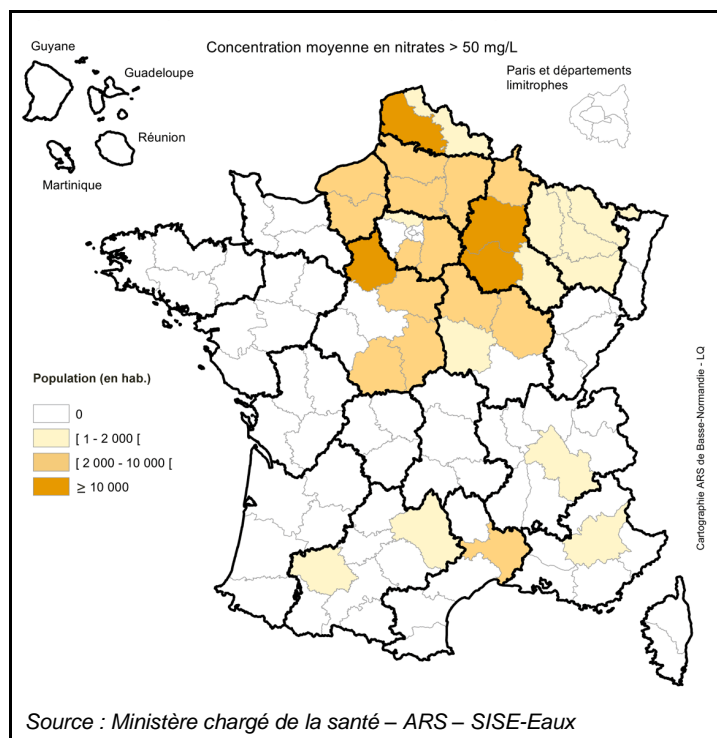 Concentration moyenne en nitrates > 50 mg/L
Guyane
Guadeloupe
Réunion
Martinique
Paris et départements
limitrophes
Population (en hab.)
0
[ 1 - 2 000 [
[ 2 000 - 10 000 [
≥ 10 000
Cartographie ARS de Basse-Normandie - LQ
Source : Ministère chargé de la santé – ARS – SISE-Eaux